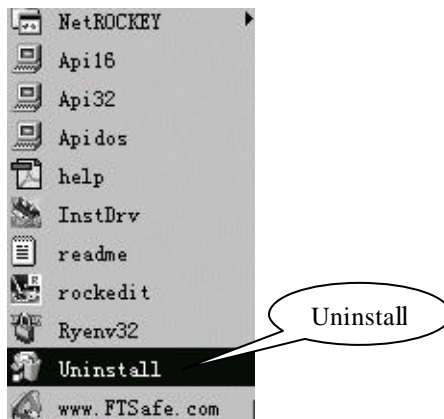 NetROCKEY
Api16
Api32
Apidos
help
InstDrv
readme
rockedit
Ryenv32
Uninstall
Uninstall
www.FTSafe.com